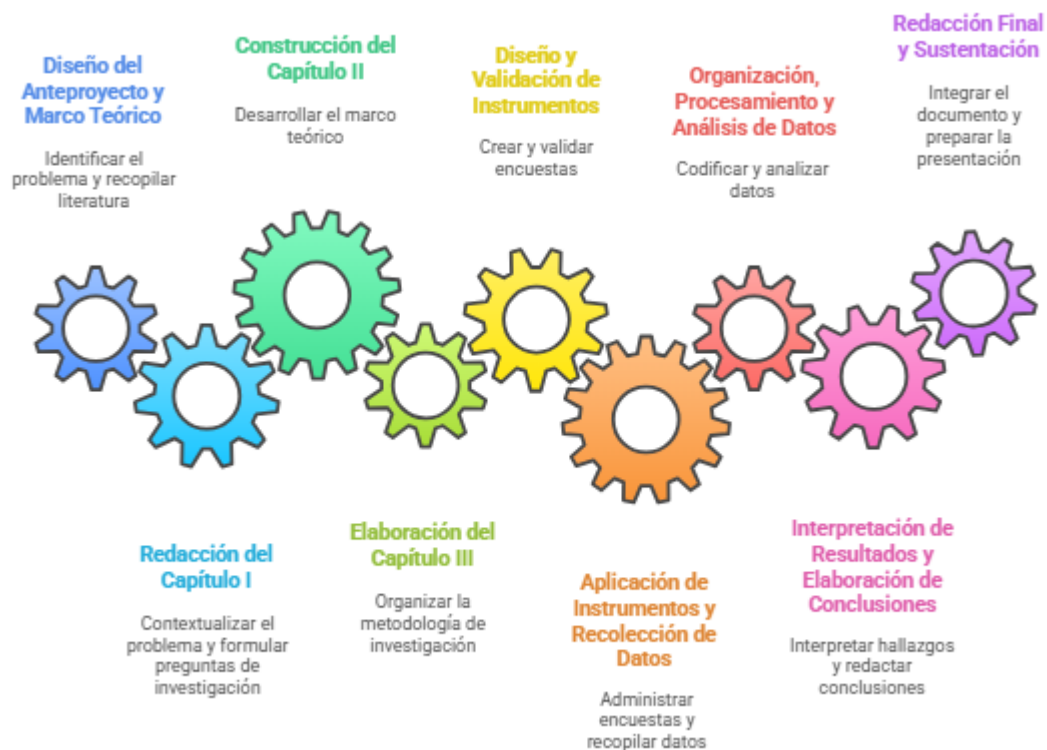 Diseño del
Anteproyecto y
Marco Teórico
Identificar el
problema y recopilar
literatura
Redacción del
Capítulo I
Contextualizar el
problema y formular
preguntas de
investigación
Construcción del
Capítulo II
Desarrollar el marco
teórico
Elaboración del
Capítulo III
Organizar la
metodología de
investigación
Diseño y
Validación de
Instrumentos
Crear y validar
encuestas
Aplicación de
Instrumentos y
Recolección de
Datos
Administrar
encuestas y
recopilar datos
Organización,
Procesamiento y
Análisis de Datos
Codificar y analizar
datos
Interpretación de
Resultados y
Elaboración de
Conclusiones
Interpretar hallazgos
y redactar
conclusiones
Redacción Final
y Sustentación
Integrar el
documento y
preparar la
presentación